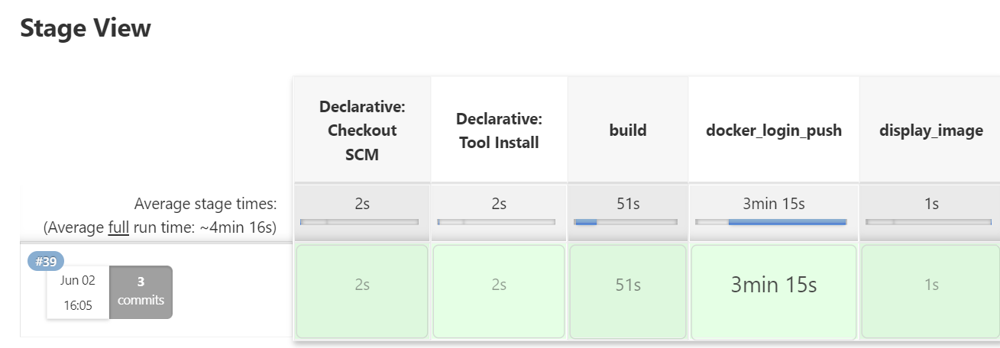 Stage View
Declarative:
Checkout
SCM
Declarative:
Tool Install
build
docker_login_push
display_image
Average stage times:
(Average full run time: ~4min 16s)
2s
2s
51s
3min 15s
1s
#39
Jun 02
16:05
3
commits
2s
2s
51s
3min 15s
1s